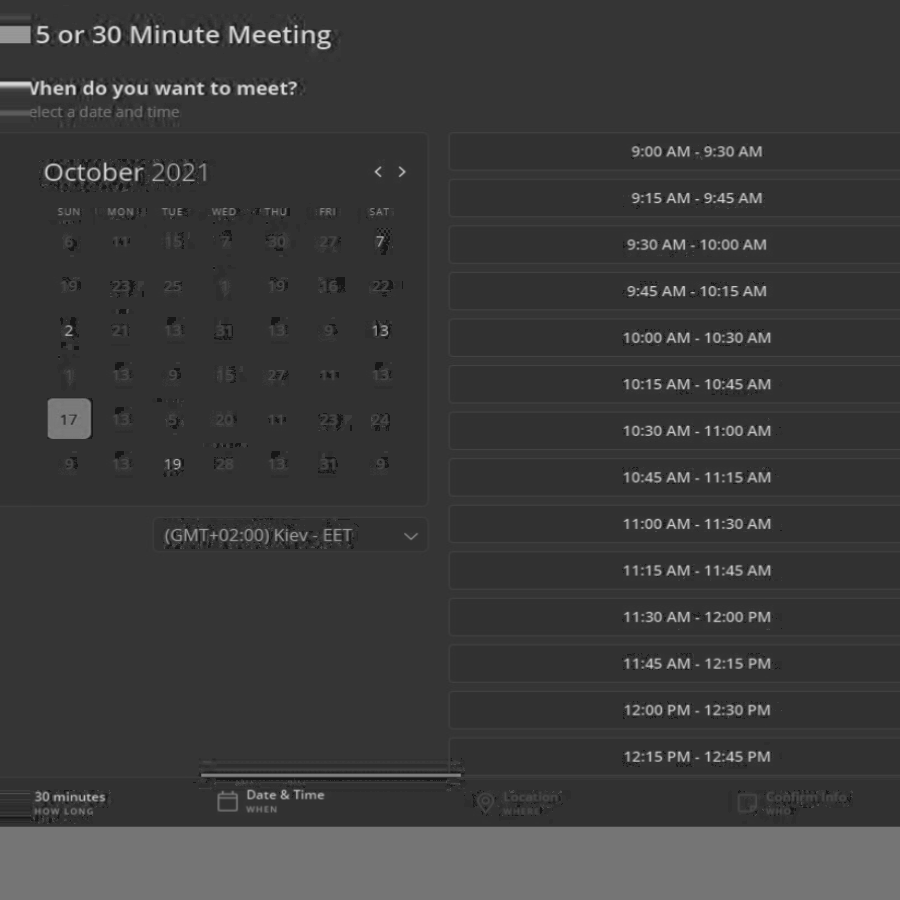 5 or 30 Minute Meeting
When do you want to meet?
elect a date and time
October 2021
SUN MON TUE WED THU FRI SAT
6 11 15 7 30 27 7
19 23 25 1 19 16 22
2 21 13 31 13 9 13
1 13 9 15 27 11 13
17 13 5 20 11 23 24
9 13 19 28 13 31 9
(GMT+02:00) Kiev - EET
9:00 AM - 9:30 AM
9:15 AM - 9:45 AM
9:30 AM - 10:00 AM
9:45 AM - 10:15 AM
10:00 AM - 10:30 AM
10:15 AM - 10:45 AM
10:30 AM - 11:00 AM
10:45 AM - 11:15 AM
11:00 AM - 11:30 AM
11:15 AM - 11:45 AM
11:30 AM - 12:00 PM
11:45 AM - 12:15 PM
12:00 PM - 12:30 PM
12:15 PM - 12:45 PM
30 minutes
HOW LONG
Date & Time
WHEN
Location
WHERE
Confirm Info
WHO